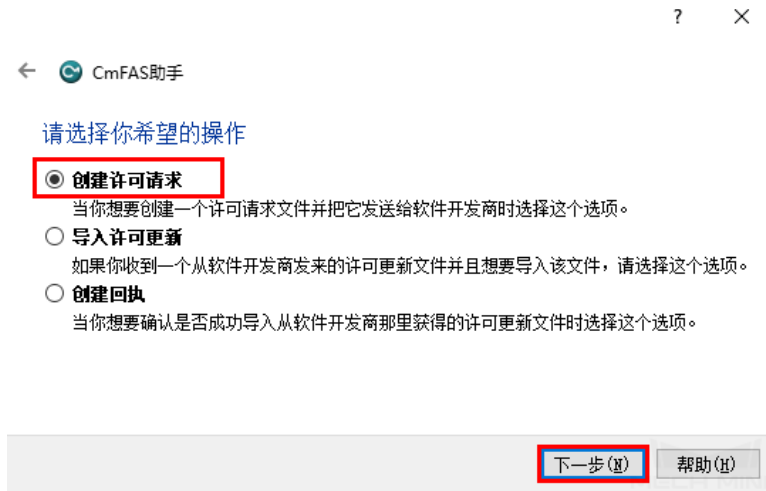 ?
CmFAS助手
请选择你希望的操作
创建许可请求
当你想要创建一个许可请求文件并把它发送给软件开发商时选择这个选项。
导入许可更新
如果你收到一个从软件开发商发来的许可更新文件并且想要导入该文件，请选择这个选项。
创建回执
当你想要确认是否成功导入从软件开发商那里获得的许可更新文件时选择这个选项。
下一步(N) 帮助(H)